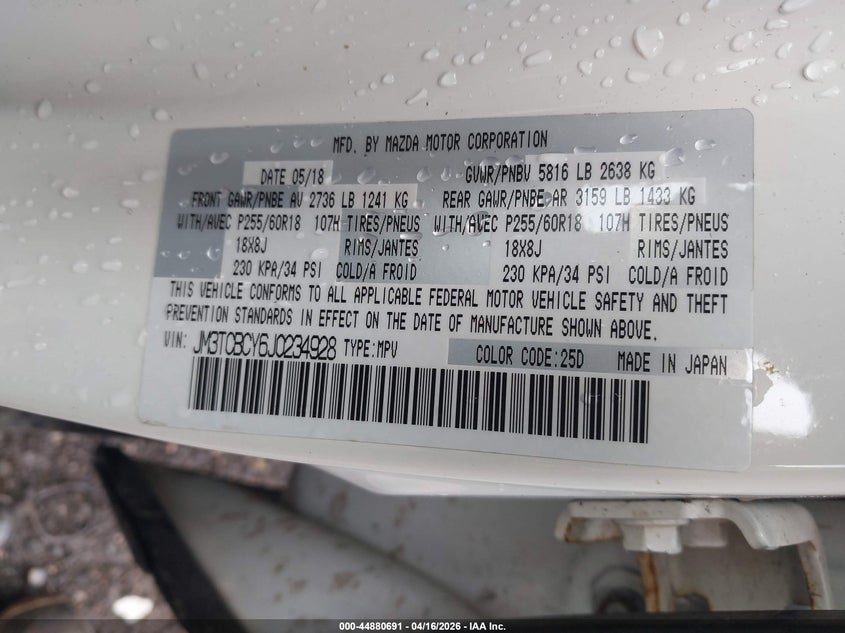 MFD. BY MAZDA MOTOR CORPORATION
DATE 05/18 GVWR/PNBV 5816 LB 2638 KG
FRONT GAWR/PNBE AV 2736 LB 1241 KG REAR GAWR/PNBE AR 3159 LB 1433 KG
WITH/AVEC P255/60R18 107H TIRES/PNEUS WITH/AVEC P255/60R18 107H TIRES/PNEUS
18X8J RIMS/JANTES 18X8J RIMS/JANTES
230 KPA/34 PSI COLD/A FROID 230 KPA/34 PSI COLD/A FROID
THIS VEHICLE CONFORMS TO ALL APPLICABLE FEDERAL MOTOR VEHICLE SAFETY AND THEFT
PREVENTION STANDARDS IN EFFECT ON THE DATE OF MANUFACTURE SHOWN ABOVE.
VIN: JM3TCBCY6J0234928 TYPE:MPV COLOR CODE:25D MADE IN JAPAN
000-44880691 - 04/16/2026 - IAA Inc.